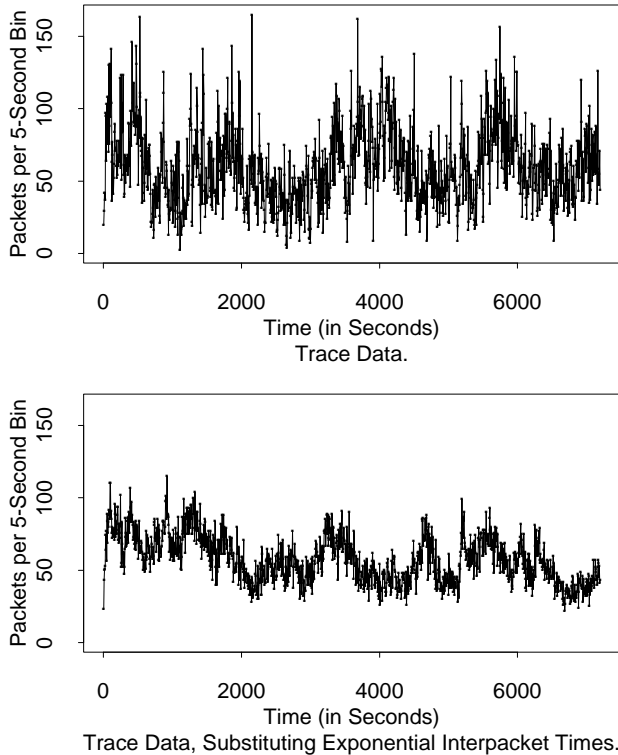 Packets per 5-Second Bin
150
100
50
0
0
2000
4000
6000
Time (in Seconds)
Trace Data.
Packets per 5-Second Bin
150
100
50
0
0
2000
4000
6000
Time (in Seconds)
Trace Data, Substituting Exponential Interpacket Times.